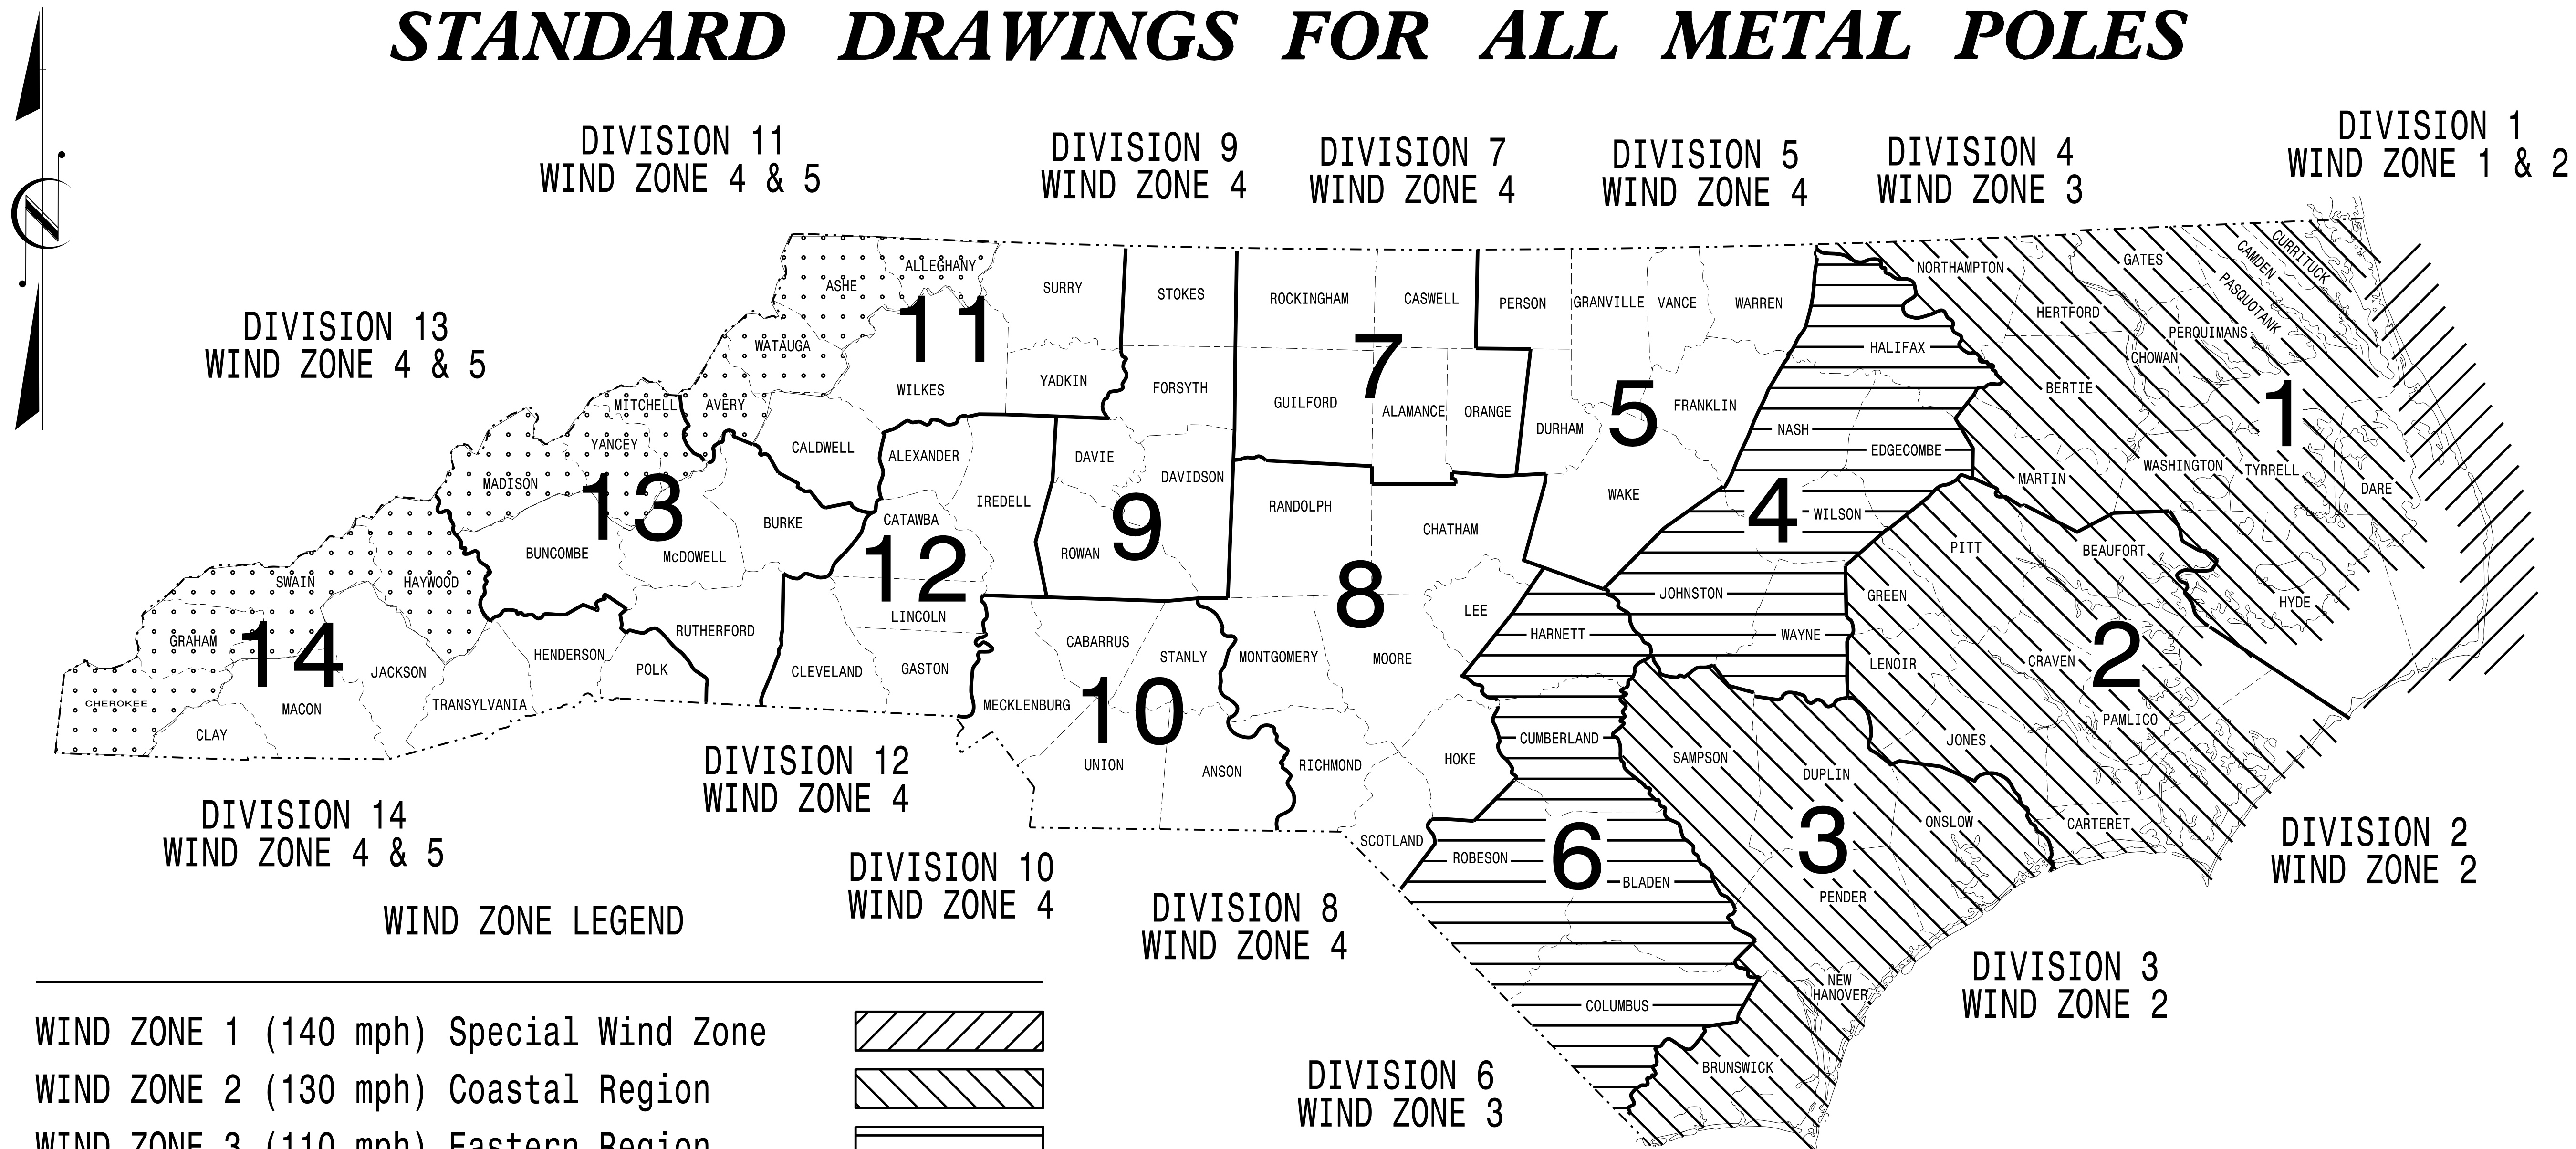 STANDARD DRAWINGS FOR ALL METAL POLES
N
DIVISION 11
WIND ZONE 4 & 5
DIVISION 9
WIND ZONE 4
DIVISION 7
WIND ZONE 4
DIVISION 5
WIND ZONE 4
DIVISION 4
WIND ZONE 3
DIVISION 1
WIND ZONE 1 & 2
DIVISION 13
WIND ZONE 4 & 5
ASHE
ALLEGHANY
WATAUGA
11
WILKES
SURRY
YADKIN
AVERY
CALDWELL
MITCHELL
YANCEY
MADISON
13
BUNCOMBE
McDOWELL
BURKE
RUTHERFORD
SWAIN
HAYWOOD
GRAHAM
14
CHEROKEE
CLAY
MACON
JACKSON
TRANSYLVANIA
HENDERSON
POLK
ALEXANDER
IREDELL
CATAWBA
12
LINCOLN
CLEVELAND
GASTON
STOKES
FORSYTH
DAVIE
DAVIDSON
9
ROWAN
CABARRUS
STANLY
MECKLENBURG
10
UNION
ANSON
ROCKINGHAM
CASWELL
7
GUILFORD
ALAMANCE
ORANGE
RANDOLPH
CHATHAM
8
LEE
MONTGOMERY
MOORE
RICHMOND
HOKE
SCOTLAND
PERSON
GRANVILLE
VANCE
WARREN
5
FRANKLIN
DURHAM
WAKE
HALIFAX
NASH
EDGECOMBE
4
WILSON
JOHNSTON
WAYNE
HARNETT
CUMBERLAND
6
ROBESON
BLADEN
COLUMBUS
NORTHAMPTON
GATES
CAMDEN
CURRITUCK
PASQUOTANK
HERTFORD
PERQUIMANS
CHOWAN
BERTIE
1
MARTIN
WASHINGTON
TYRRELL
DARE
HYDE
PITT
BEAUFORT
GREEN
LENOIR
CRAVEN
2
PAMLICO
JONES
CARTERET
SAMPSON
DUPLIN
ONSLOW
3
PENDER
NEW
HANOVER
BRUNSWICK
DIVISION 14
WIND ZONE 4 & 5
DIVISION 12
WIND ZONE 4
DIVISION 10
WIND ZONE 4
DIVISION 8
WIND ZONE 4
DIVISION 6
WIND ZONE 3
DIVISION 3
WIND ZONE 2
DIVISION 2
WIND ZONE 2
WIND ZONE LEGEND
WIND ZONE 1 (140 mph) Special Wind Zone
WIND ZONE 2 (130 mph) Coastal Region
WIND ZONE 3 (110 mph) Eastern Region